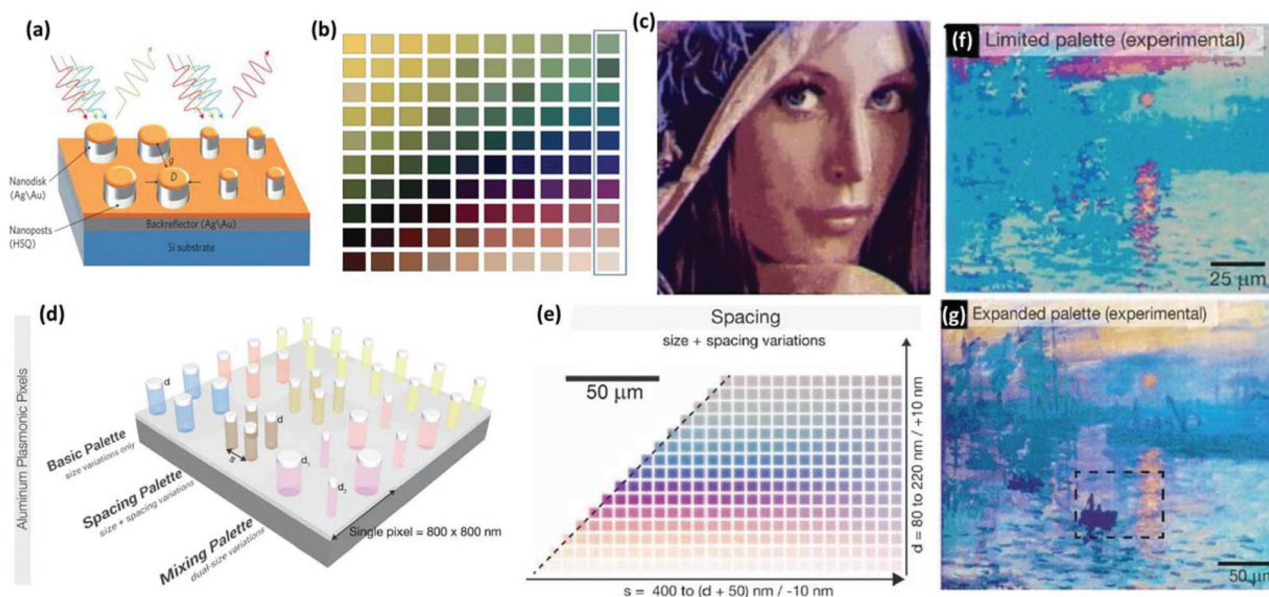 (a)
g
D
Nanodisk
(Ag\Au)
Nanoposts
(HSQ)
Backreflector (Ag\Au)
Si substrate
(b)
(c)
(f) Limited palette (experimental)
25 μm
(d)
Aluminum Plasmonic Pixels
d
d
s
d₁
d₂
Basic Palette
size variations only
Spacing Palette
size + spacing variations
Mixing Palette
dual-size variations
Single pixel = 800 x 800 nm
(e)
Spacing
size + spacing variations
50 μm
d = 80 to 220 nm / +10 nm
s = 400 to (d + 50) nm / -10 nm
(g) Expanded palette (experimental)
50 μm